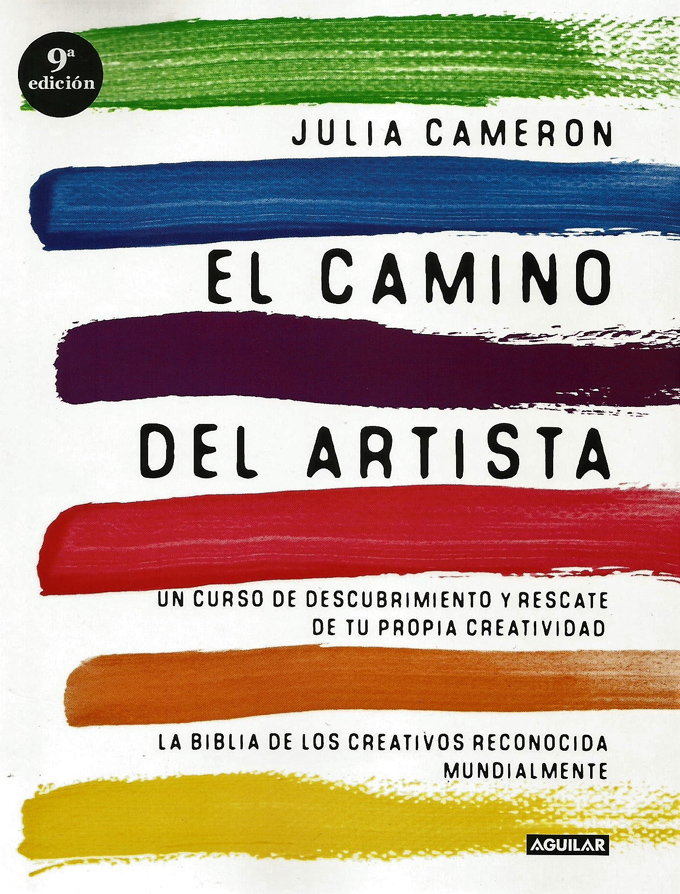 9ª
edición
JULIA CAMERON
EL CAMINO
DEL ARTISTA
UN CURSO DE DESCUBRIMIENTO Y RESCATE
DE TU PROPIA CREATIVIDAD
LA BIBLIA DE LOS CREATIVOS RECONOCIDA
MUNDIALMENTE
AGUILAR